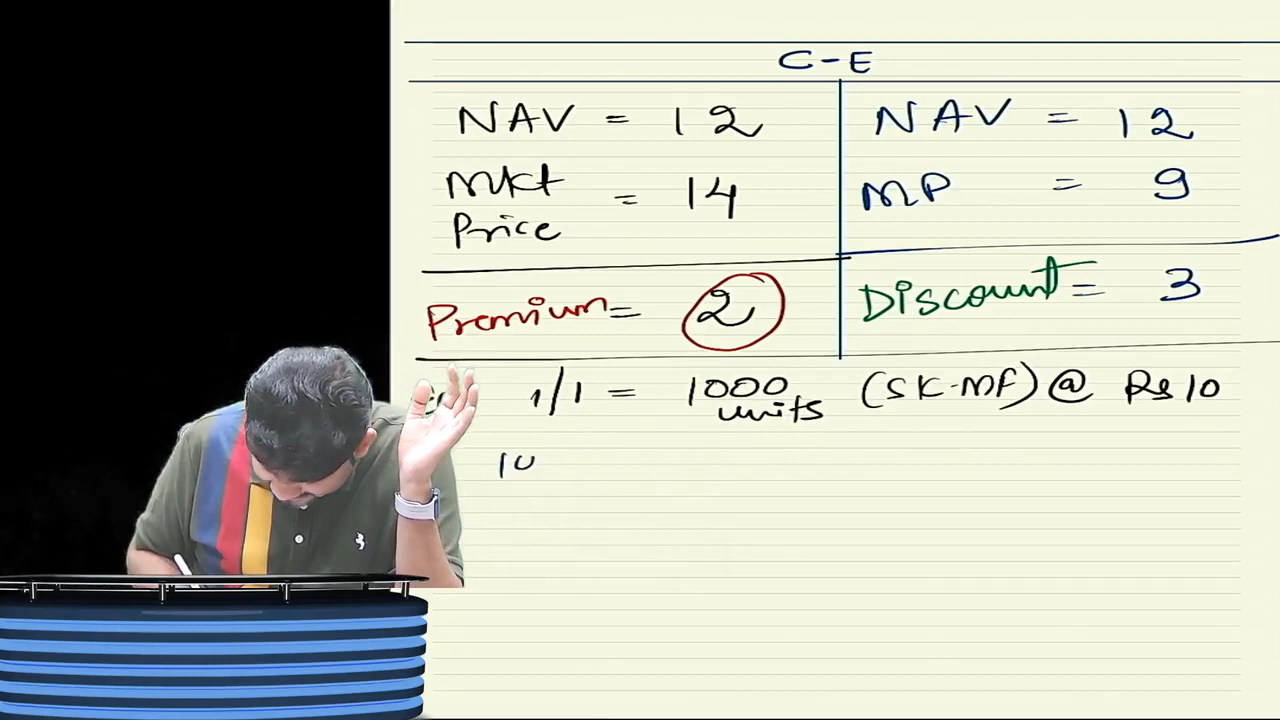 C-E
NAV = 12
Mkt Price = 14
Premium = 2
NAV = 12
MP = 9
Discount = 3
1/1 = 1000 units (SK-MF) @ Rs 10
10